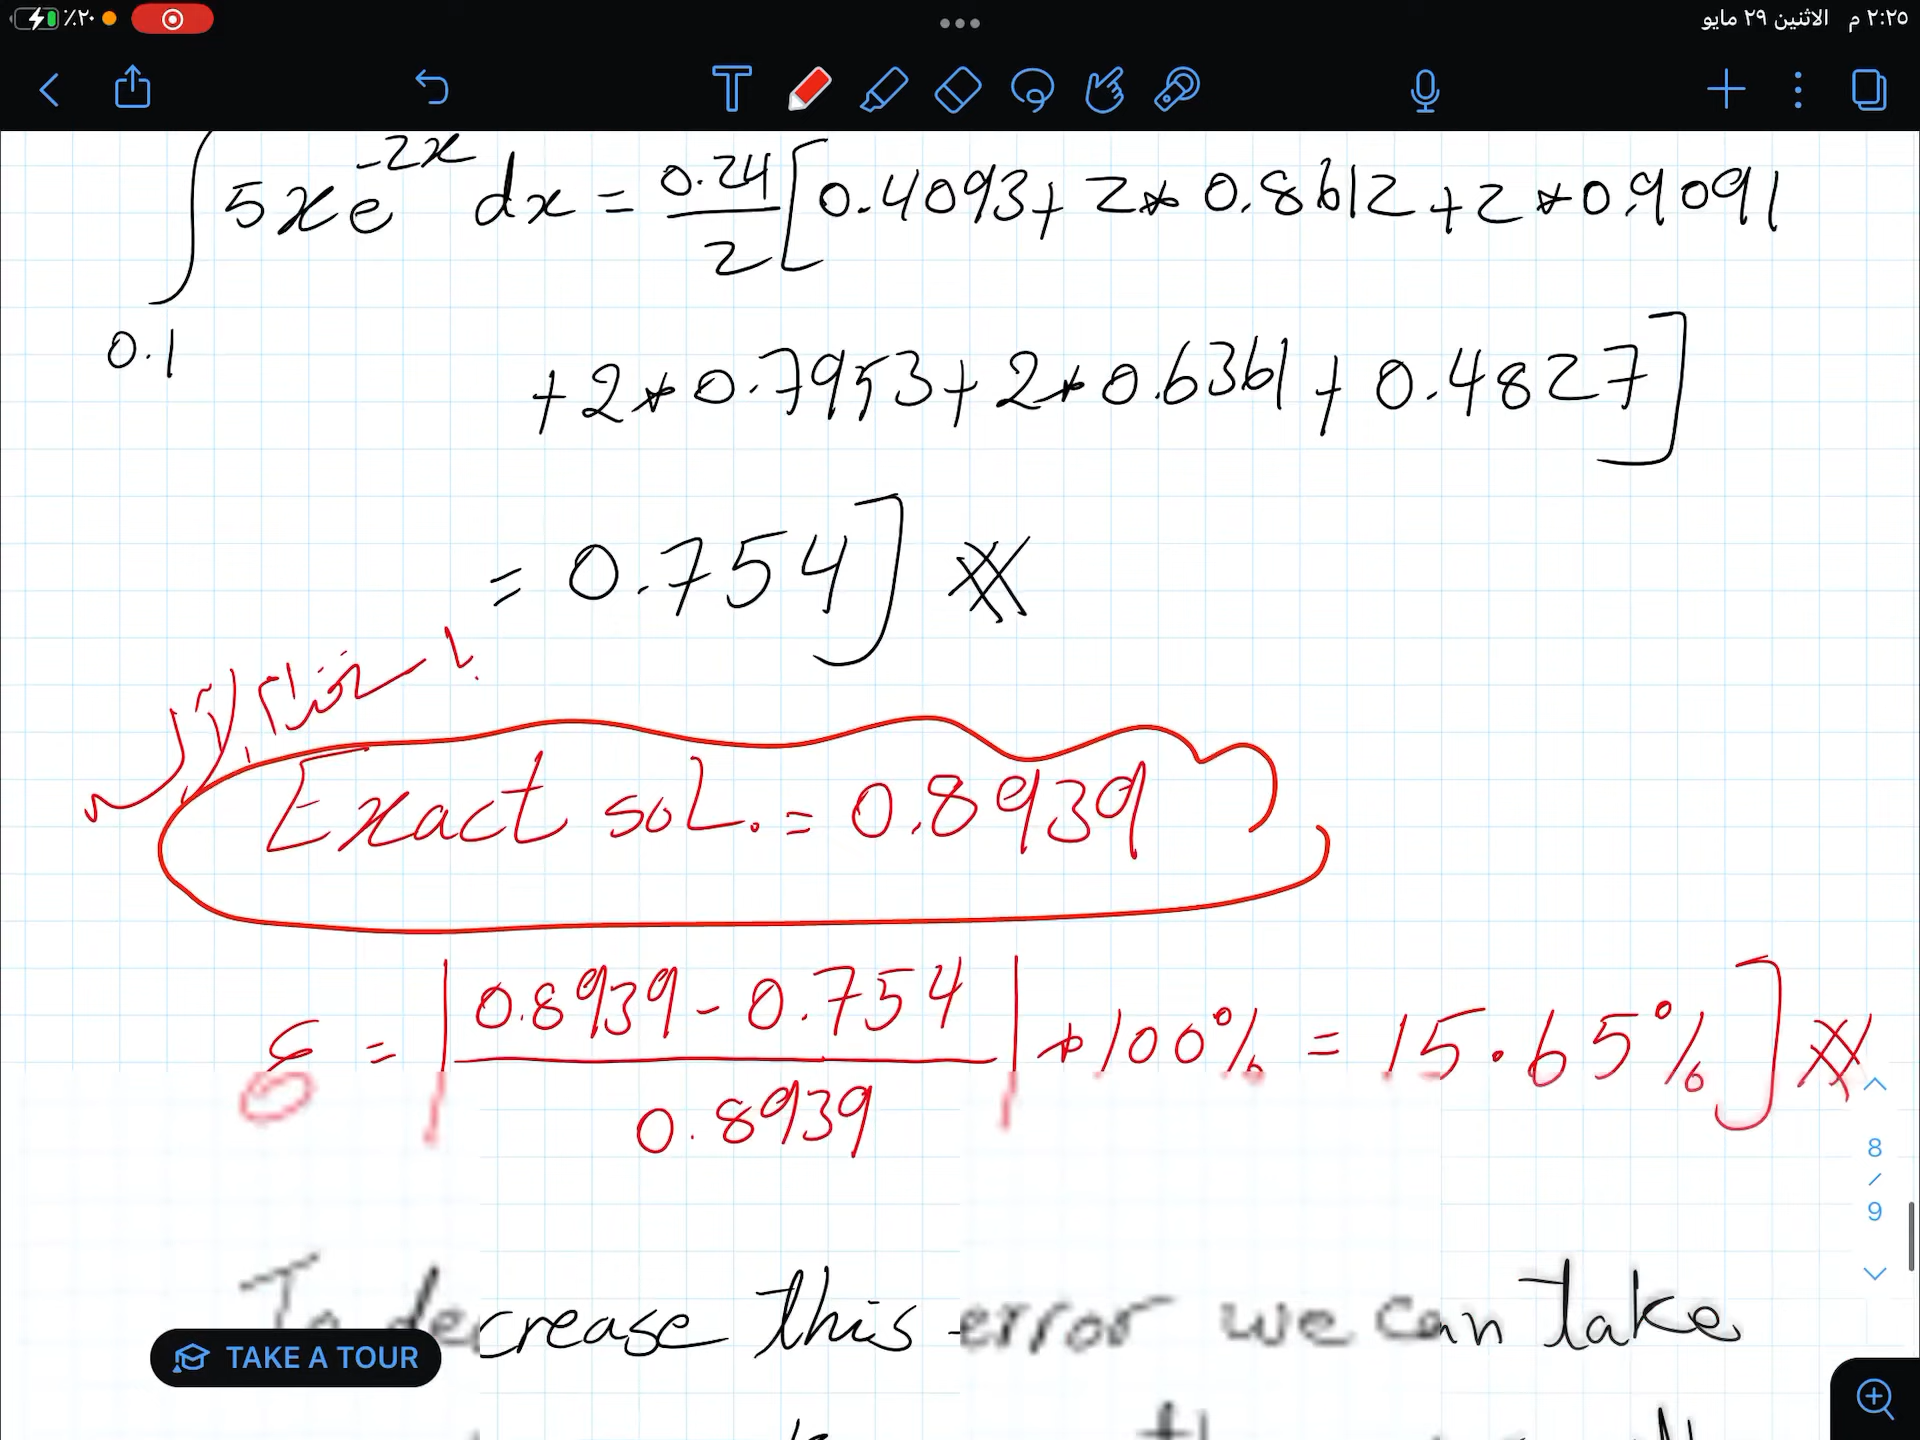 ٪٢٠
٢:٢٥ م الاثنين ٢٩ مايو
∫ 5xe^-2x dx = 0.24/2 [0.4093 + 2*0.8612 + 2*0.9091
0.1
+ 2*0.7953 + 2*0.6361 + 0.4827]
= 0.754]
Exact sol. = 0.8939
ε = |0.8939 - 0.754 / 0.8939| * 100% = 15.65%]
8
/
9
To decrease this error we can take
TAKE A TOUR